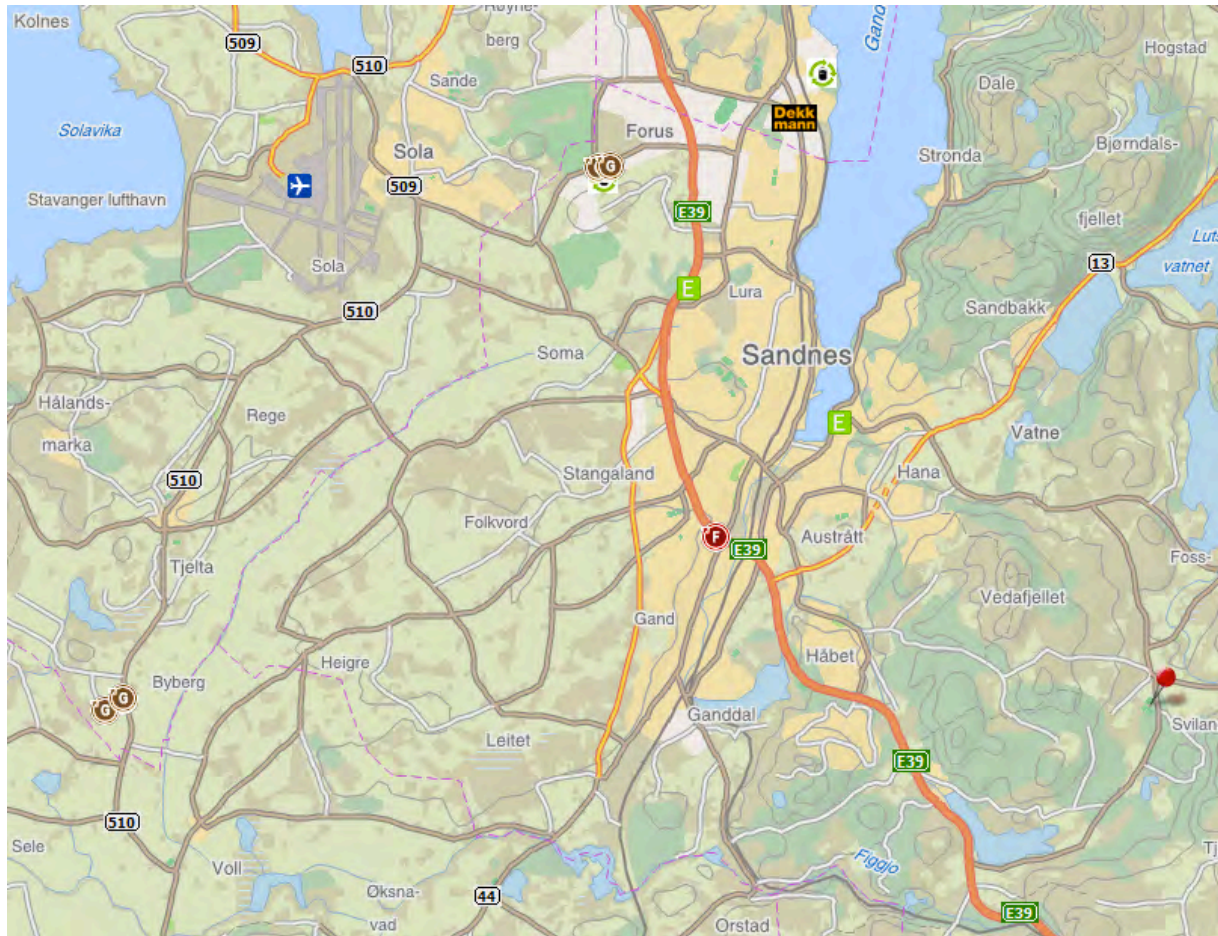 Kolnes
Røyne-
berg
Gand
509
510
Sande
Hogstad
Dale
Dekk
mann
Solavika
Forus
Bjørndals-
Sola
Stronda
G
509
Stavanger lufthavn
E39
fjellet
Sola
13
vatnet
E
Lura
510
Sandbakk
Soma
Sandnes
Hålands-
Rege
marka
E
Vatne
510
Stangaland
Hana
Folkvord
F
E39
Austrått
Tjelta
Foss-
Vedafjellet
Gand
Heigre
Håbet
Byberg
G
G
Ganddal
Leitet
E39
510
Sele
Voll
Figgjo
Øksna-
44
vad
Orstad
E39